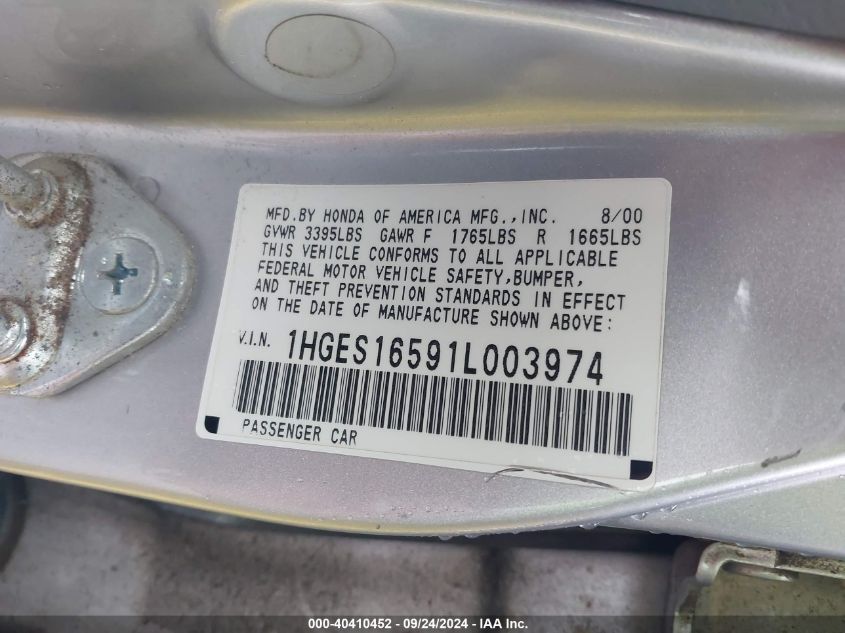 MFD.BY HONDA OF AMERICA MFG.,INC. 8/00
GVWR 3395LBS GAWR F 1765LBS R 1665LBS
THIS VEHICLE CONFORMS TO ALL APPLICABLE
FEDERAL MOTOR VEHICLE SAFETY,BUMPER,
AND THEFT PREVENTION STANDARDS IN EFFECT
ON THE DATE OF MANUFACTURE SHOWN ABOVE:
V.I.N. 1HGES16591L003974
PASSENGER CAR
000-40410452 - 09/24/2024 - IAA Inc.